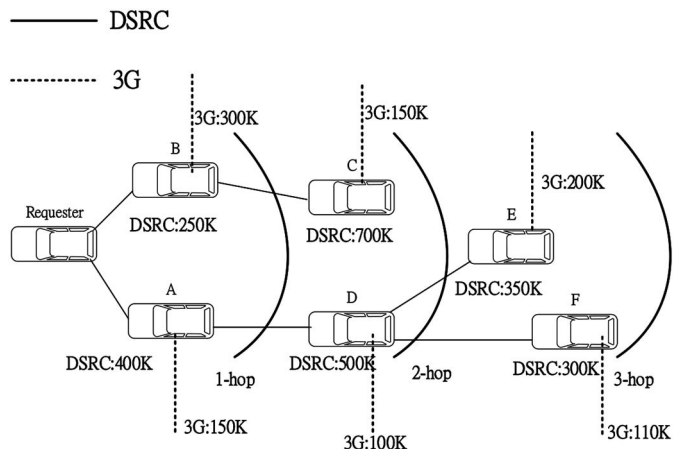 DSRC
3G
3G:300K
3G:150K
B
C
3G:200K
Requester
DSRC:250K
DSRC:700K
E
A
D
DSRC:350K
F
DSRC:400K
1-hop
DSRC:500K
2-hop
DSRC:300K
3-hop
3G:150K
3G:100K
3G:110K